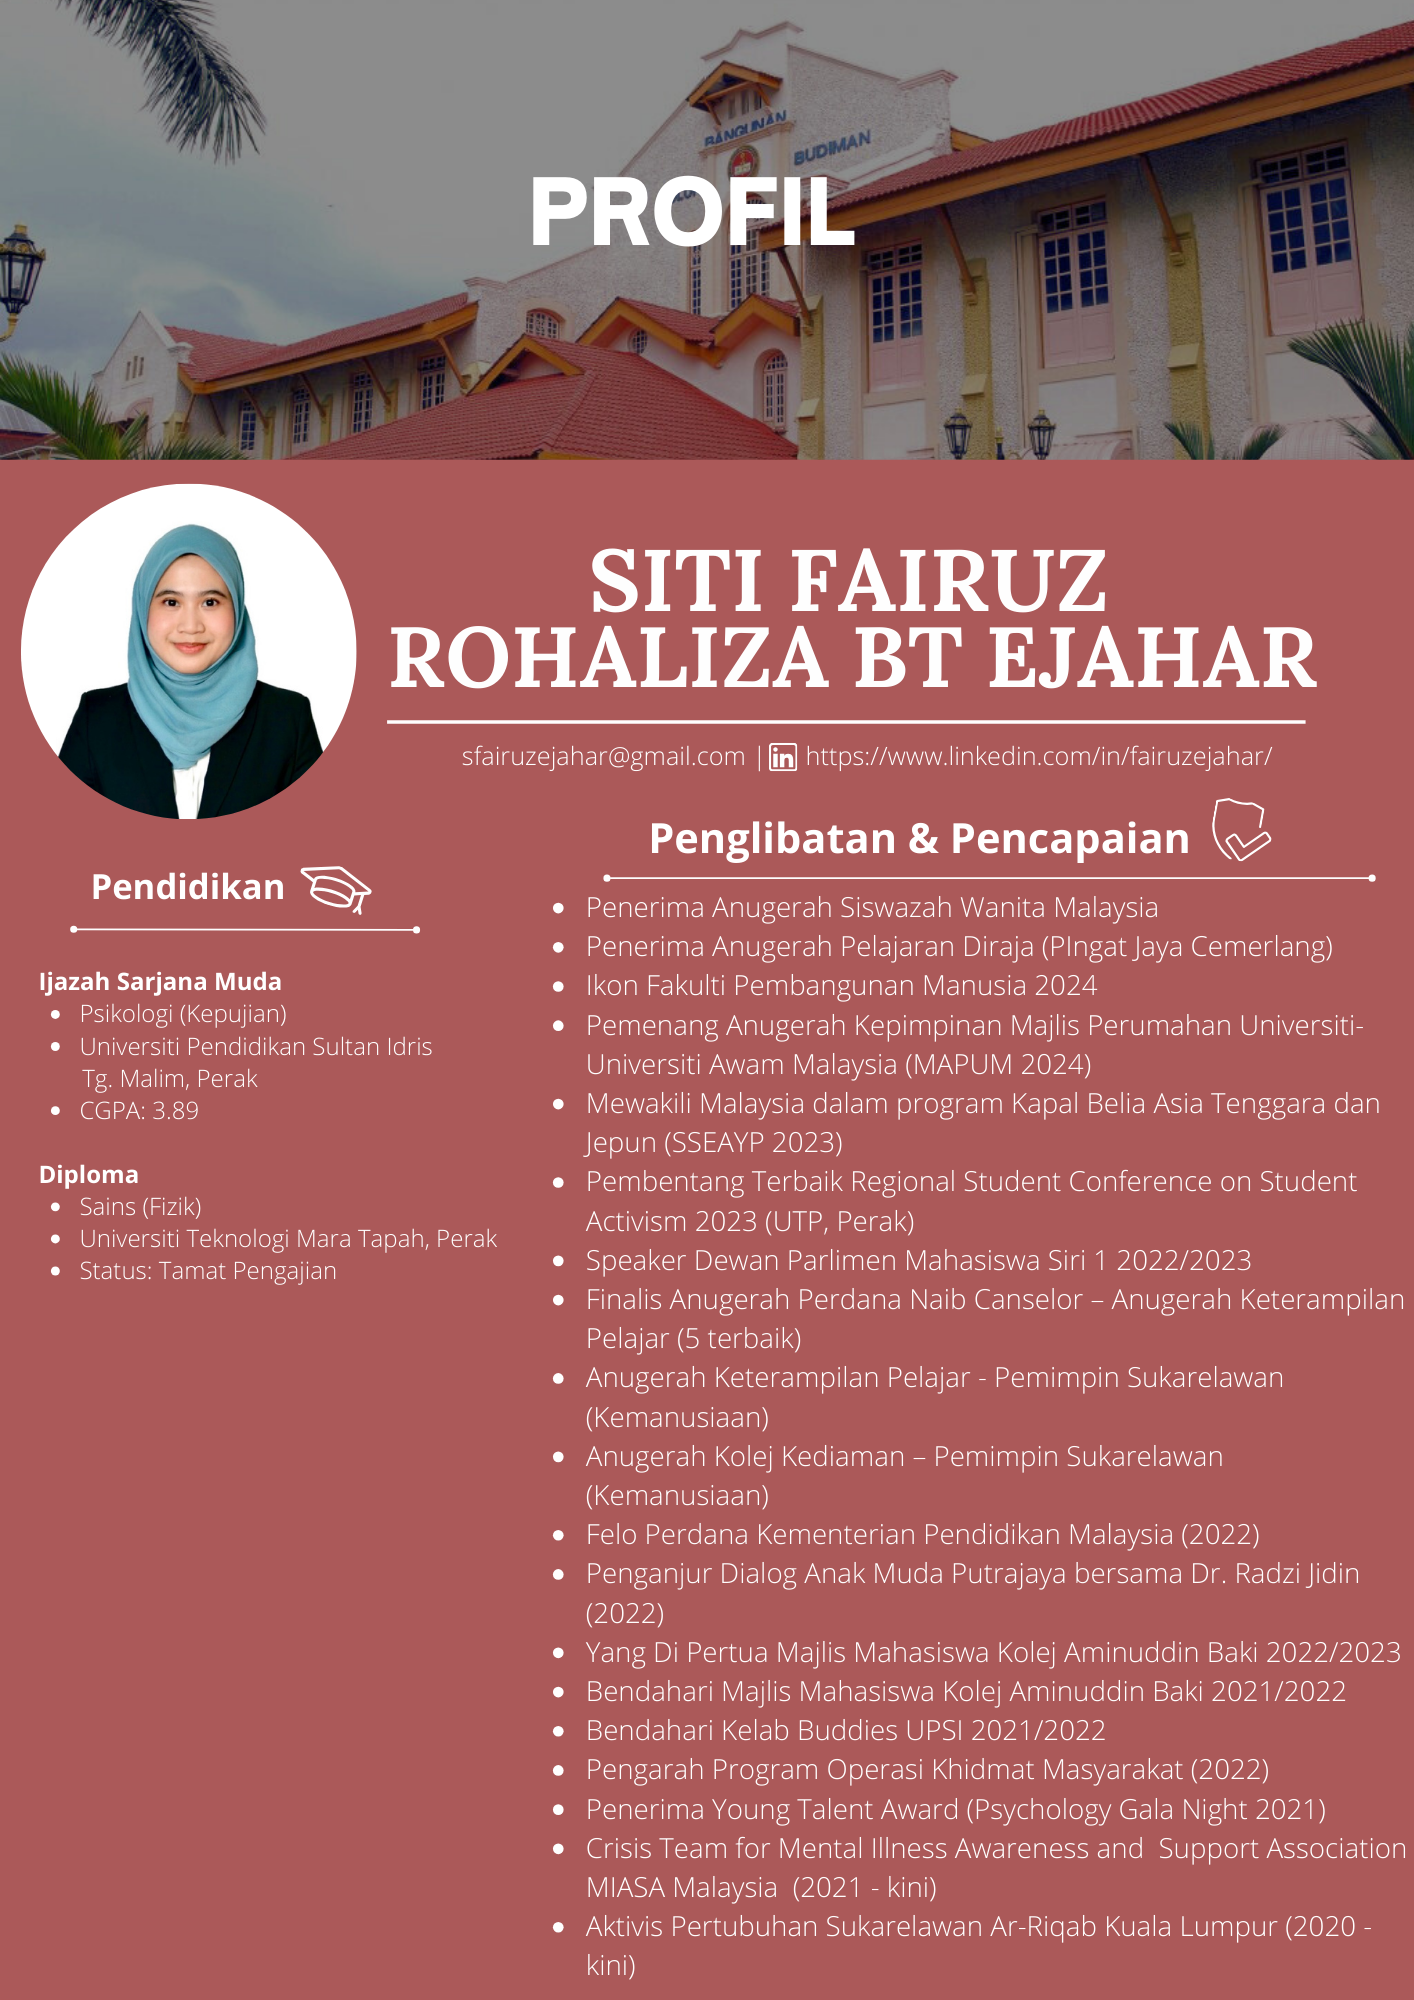 BANGUNAN
BUDIMAN
PROFIL
SITI FAIRUZ
ROHALIZA BT EJAHAR
sfairuzejahar@gmail.com | in https://www.linkedin.com/in/fairuzejahar/
Pendidikan
Ijazah Sarjana Muda
• Psikologi (Kepujian)
• Universiti Pendidikan Sultan Idris
Tg. Malim, Perak
• CGPA: 3.89
Diploma
• Sains (Fizik)
• Universiti Teknologi Mara Tapah, Perak
• Status: Tamat Pengajian
Penglibatan & Pencapaian
• Penerima Anugerah Siswazah Wanita Malaysia
• Penerima Anugerah Pelajaran Diraja (PIngat Jaya Cemerlang)
• Ikon Fakulti Pembangunan Manusia 2024
• Pemenang Anugerah Kepimpinan Majlis Perumahan Universiti-
Universiti Awam Malaysia (MAPUM 2024)
• Mewakili Malaysia dalam program Kapal Belia Asia Tenggara dan
Jepun (SSEAYP 2023)
• Pembentang Terbaik Regional Student Conference on Student
Activism 2023 (UTP, Perak)
• Speaker Dewan Parlimen Mahasiswa Siri 1 2022/2023
• Finalis Anugerah Perdana Naib Canselor – Anugerah Keterampilan
Pelajar (5 terbaik)
• Anugerah Keterampilan Pelajar - Pemimpin Sukarelawan
(Kemanusiaan)
• Anugerah Kolej Kediaman – Pemimpin Sukarelawan
(Kemanusiaan)
• Felo Perdana Kementerian Pendidikan Malaysia (2022)
• Penganjur Dialog Anak Muda Putrajaya bersama Dr. Radzi Jidin
(2022)
• Yang Di Pertua Majlis Mahasiswa Kolej Aminuddin Baki 2022/2023
• Bendahari Majlis Mahasiswa Kolej Aminuddin Baki 2021/2022
• Bendahari Kelab Buddies UPSI 2021/2022
• Pengarah Program Operasi Khidmat Masyarakat (2022)
• Penerima Young Talent Award (Psychology Gala Night 2021)
• Crisis Team for Mental Illness Awareness and  Support Association
MIASA Malaysia  (2021 - kini)
• Aktivis Pertubuhan Sukarelawan Ar-Riqab Kuala Lumpur (2020 -
kini)